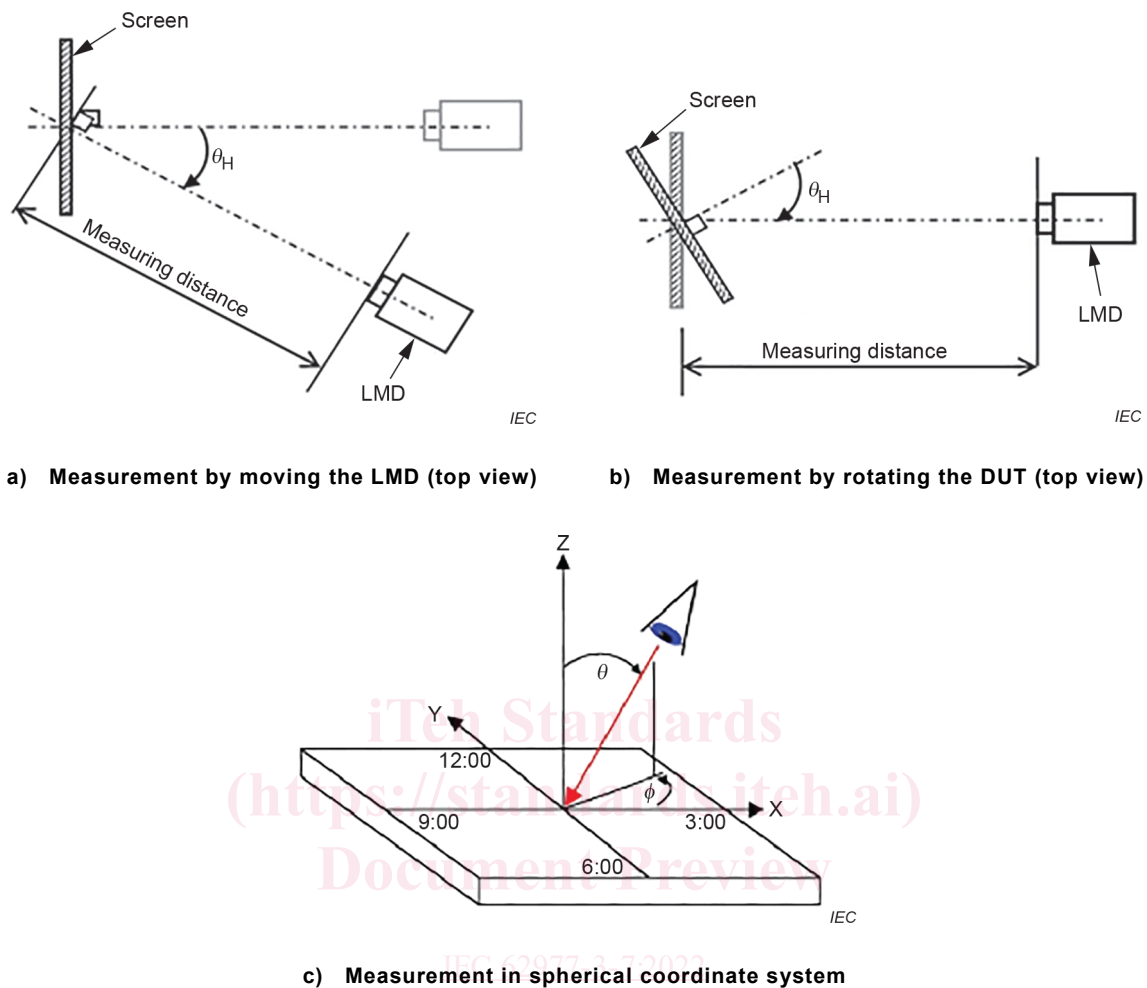 Screen
θH
Measuring distance
LMD
IEC
a) Measurement by moving the LMD (top view)
Screen
θH
LMD
Measuring distance
IEC
b) Measurement by rotating the DUT (top view)
Z
θ
iTeh Standards
Y
12:00
(https://standards.iteh.ai)
ϕ
X
9:00
3:00
Document Preview
6:00
IEC
IEC 62977-3-7:2022
c) Measurement in spherical coordinate system